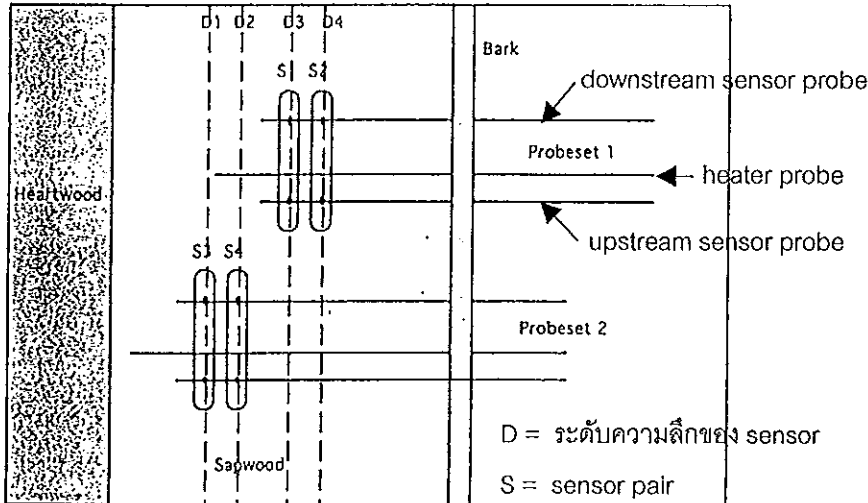 D1 D2 D3 D4
Bark
S S2
downstream sensor probe
Probeset 1
heater probe
Heartwood
upstream sensor probe
S3 S4
Probeset 2
D = ระดับความลึกของ sensor
Sapwood
S = sensor pair